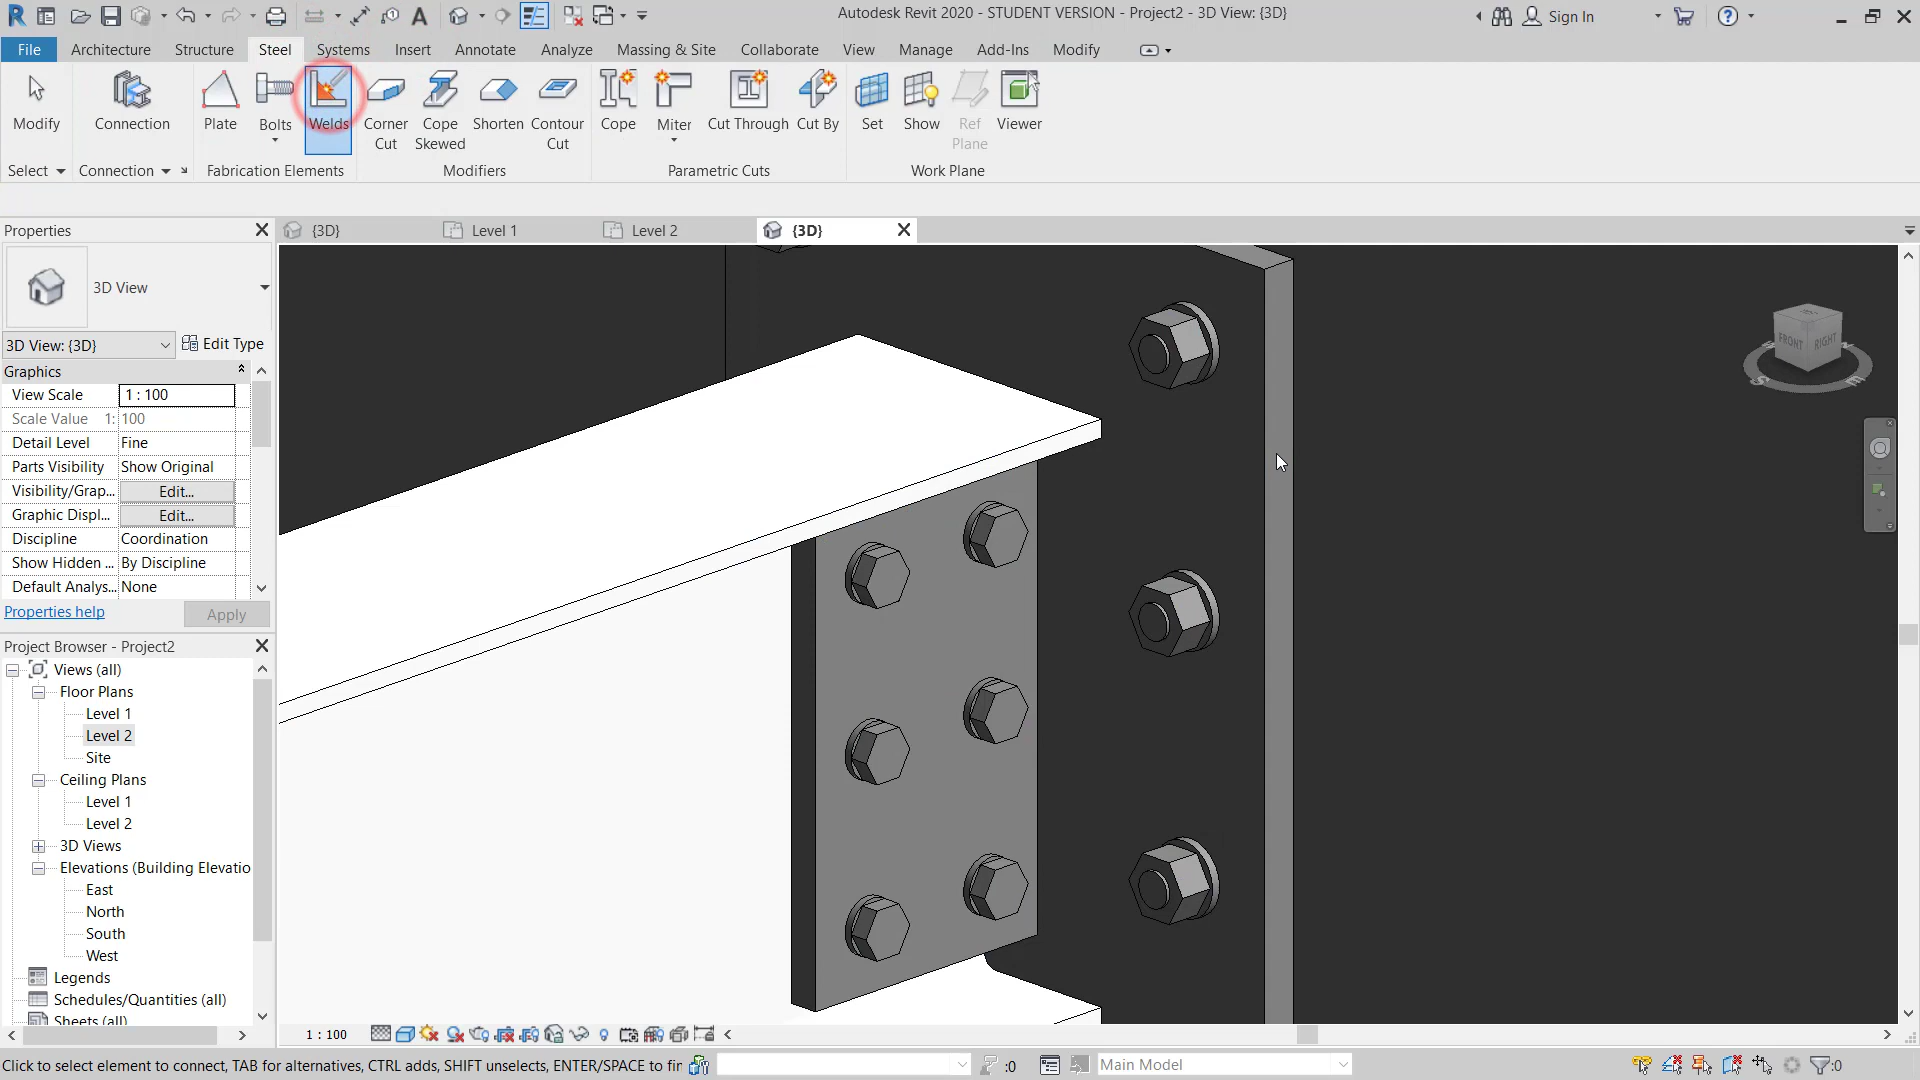 Autodesk Revit 2020 - STUDENT VERSION - Project2 - 3D View: {3D}
Sign In
File Architecture Structure Steel Systems Insert Annotate Analyze Massing & Site Collaborate View Manage Add-Ins Modify
Modify
Connection
Plate
Bolts
Welds
Corner Cut
Cope Skewed
Shorten
Contour Cut
Cope
Miter
Cut Through
Cut By
Set
Show
Ref Plane
Viewer
Select
Connection
Fabrication Elements
Modifiers
Parametric Cuts
Work Plane
Properties
{3D}
Level 1
Level 2
{3D}
3D View
3D View: {3D}
Edit Type
Graphics
View Scale 1 : 100
Scale Value 1: 100
Detail Level Fine
Parts Visibility Show Original
Visibility/Grap... Edit...
Graphic Displ... Edit...
Discipline Coordination
Show Hidden ... By Discipline
Default Analys... None
Properties help
Apply
Project Browser - Project2
Views (all)
Floor Plans
Level 1
Level 2
Site
Ceiling Plans
Level 1
Level 2
3D Views
Elevations (Building Elevatio
East
North
South
West
Legends
Schedules/Quantities (all)
Sheets (all)
FRONT
RIGHT
1 : 100
Click to select element to connect, TAB for alternatives, CTRL adds, SHIFT unselects, ENTER/SPACE to fin
:0
Main Model
:0